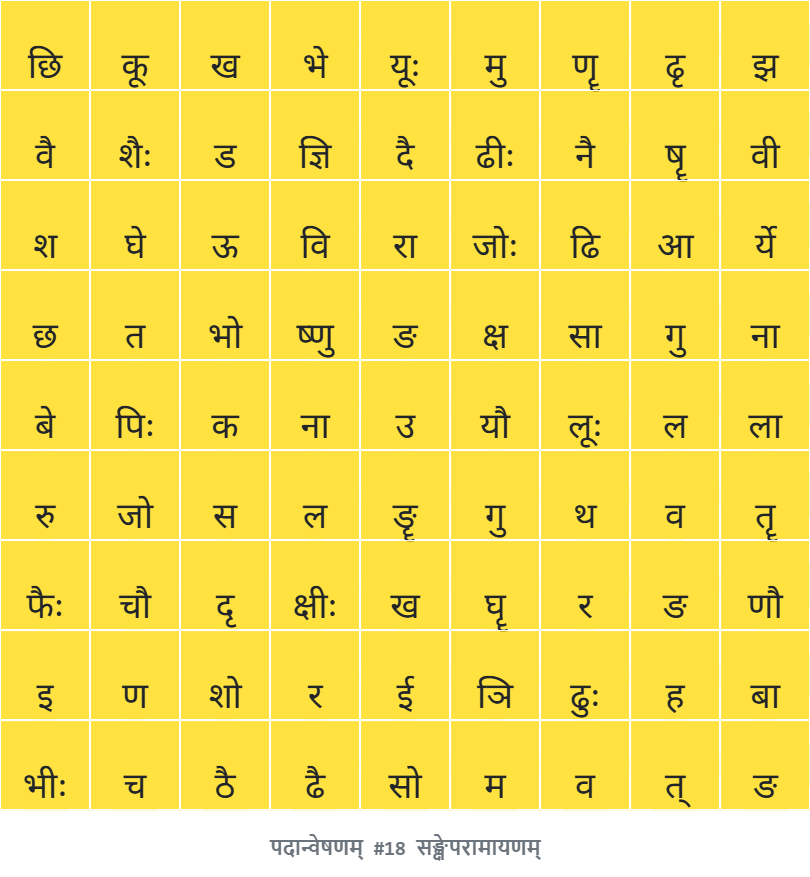 छि कू ख भे यूः मु णॄ ढृ झ
वै शैः ड ज्ञि दै ढीः नै षॄ वी
श घे ऊ वि रा जोः ढि आ र्ये
छ त भो ष्णु ङ क्ष सा गु ना
बे पिः क ना उ यौ लूः ल ला
रु जो स ल ङॄ गु थ व तॄ
फैः चौ दृ क्षीः ख घॄ र ङ णौ
इ ण शो र ई ञि ढुः ह बा
भीः च ठै ढै सो म व त् ङ
पदान्वेषणम् #18 सङ्क्षेपरामायणम्